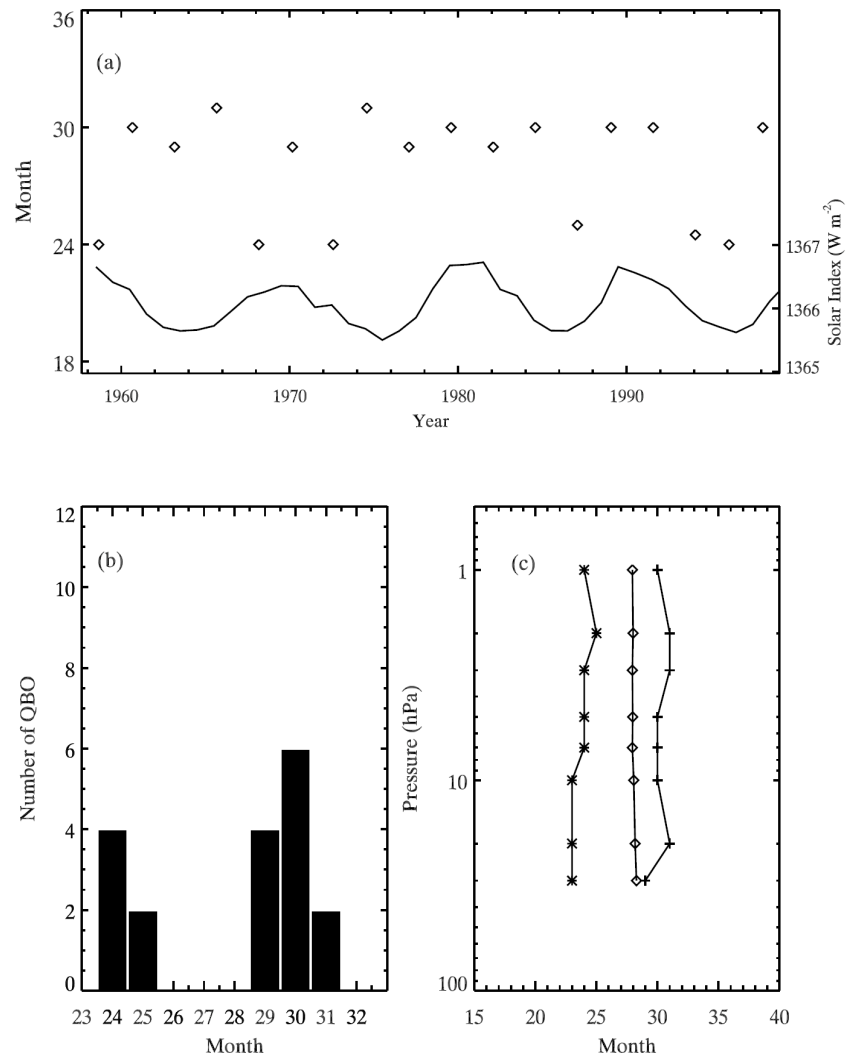 36
(a)
30
Month
24
18
1367
1366
1365
Solar Index (W m-2)
1960 1970 1980 1990
Year
12
(b)
10
8
6
4
2
0
Number of QBO
23 24 25 26 27 28 29 30 31 32
Month
(c)
1
10
100
Pressure (hPa)
15 20 25 30 35 40
Month